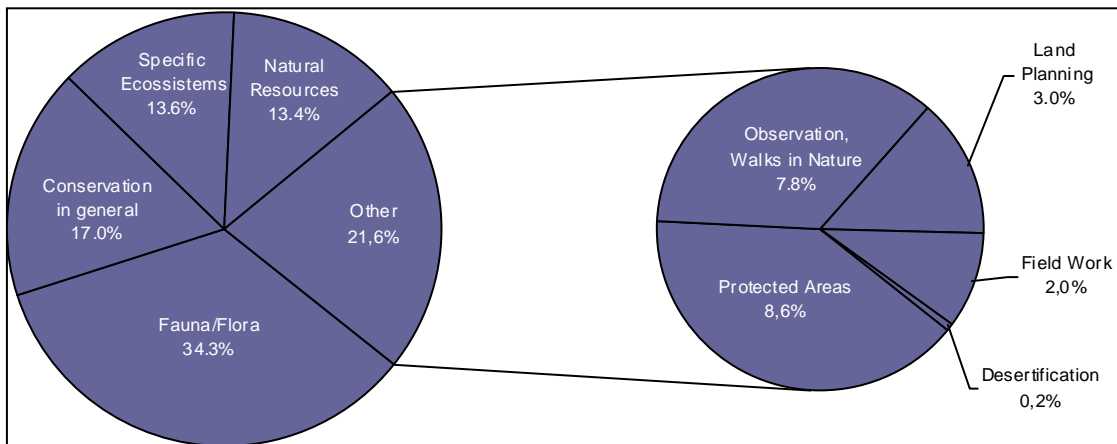 Specific
Ecossistems
13.6%
Natural
Resources
13.4%
Conservation
in general
17.0%
Other
21,6%
Fauna/Flora
34.3%
Observation,
Walks in Nature
7.8%
Land
Planning
3.0%
Protected Areas
8,6%
Field Work
2,0%
Desertification
0,2%